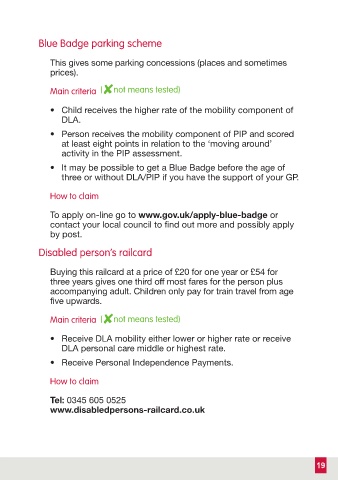 Blue Badge parking scheme
This gives some parking concessions (places and sometimes
prices).
Main criteria (✘not means tested)
• Child receives the higher rate of the mobility component of
DLA.
• Person receives the mobility component of PIP and scored
at least eight points in relation to the ‘moving around’
activity in the PIP assessment.
• It may be possible to get a Blue Badge before the age of
three or without DLA/PIP if you have the support of your GP.
How to claim
To apply on-line go to www.gov.uk/apply-blue-badge or
contact your local council to find out more and possibly apply
by post.
Disabled person’s railcard
Buying this railcard at a price of £20 for one year or £54 for
three years gives one third off most fares for the person plus
accompanying adult. Children only pay for train travel from age
five upwards.
Main criteria (✘not means tested)
• Receive DLA mobility either lower or higher rate or receive
DLA personal care middle or highest rate.
• Receive Personal Independence Payments.
How to claim
Tel: 0345 605 0525
www.disabledpersons-railcard.co.uk
19